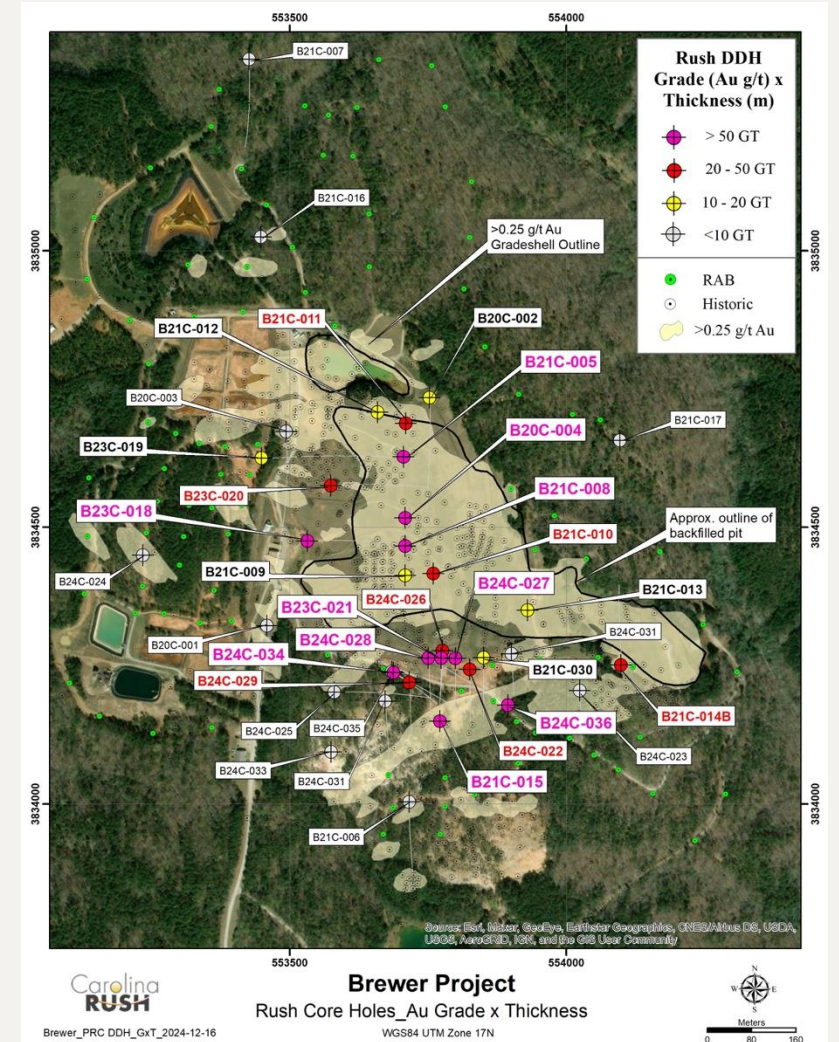 553500
554000
B21C-007
Rush DDH
Grade (Au g/t) x
Thickness (m)
> 50 GT
20 - 50 GT
10 - 20 GT
<10 GT
RAB
Historic
>0.25 g/t Au
B21C-016
>0.25 g/t Au
Gradeshell Outline
3835000
3835000
B21C-012
B21C-011
B20C-002
B21C-005
B20C-003
B20C-004
B21C-017
B23C-019
B23C-020
B21C-008
B23C-018
B21C-010
Approx. outline of
backfilled pit
3834500
3834500
B24C-024
B21C-009
B24C-027
B24C-026
B21C-013
B23C-021
B20C-001
B24C-028
B24C-031
B24C-034
B21C-030
B24C-029
B21C-014B
B24C-025
B24C-035
B24C-036
B24C-022
B24C-023
B24C-033
B24C-031
B21C-015
3834000
3834000
B21C-006
Source: Esri, Maxar, GeoEye, Earthstar Geographics, CNES/Airbus DS, USDA,
USGS, AeroGRID, IGN, and the GIS User Community
553500
554000
Carolina
RUSH
Brewer Project
Rush Core Holes_Au Grade x Thickness
Brewer_PRC DDH_GxT_2024-12-16
WGS84 UTM Zone 17N
N
W
E
S
Meters
0 80 160